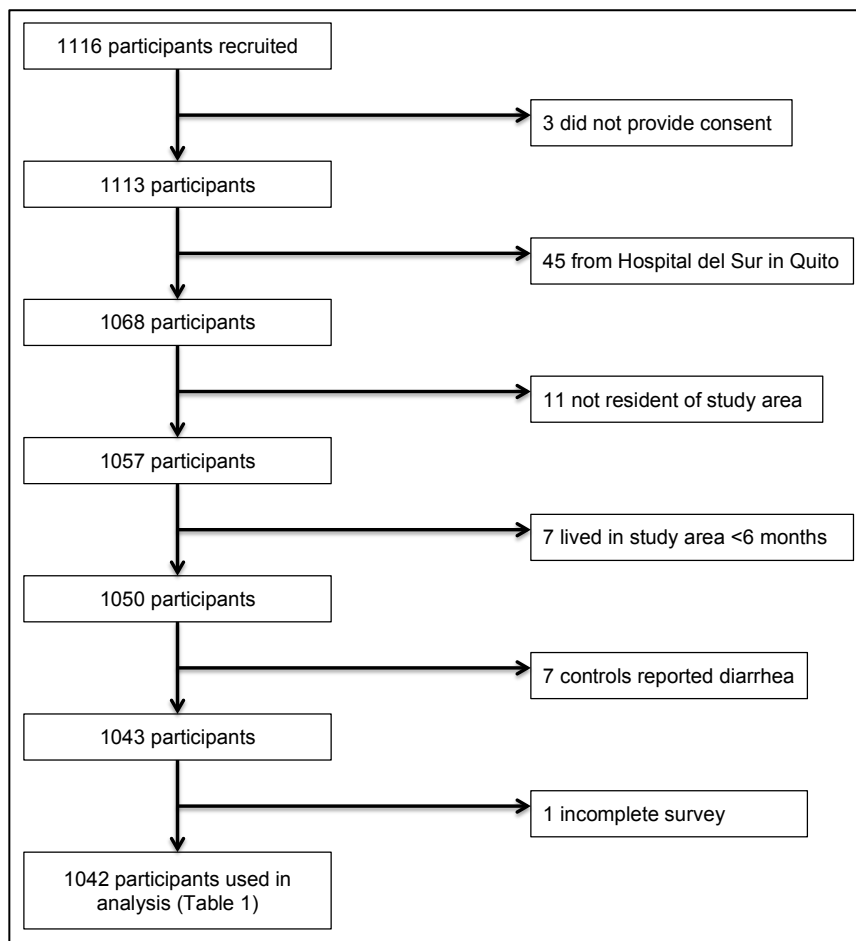 1116 participants recruited
3 did not provide consent
1113 participants
45 from Hospital del Sur in Quito
1068 participants
11 not resident of study area
1057 participants
7 lived in study area <6 months
1050 participants
7 controls reported diarrhea
1043 participants
1 incomplete survey
1042 participants used in
analysis (Table 1)